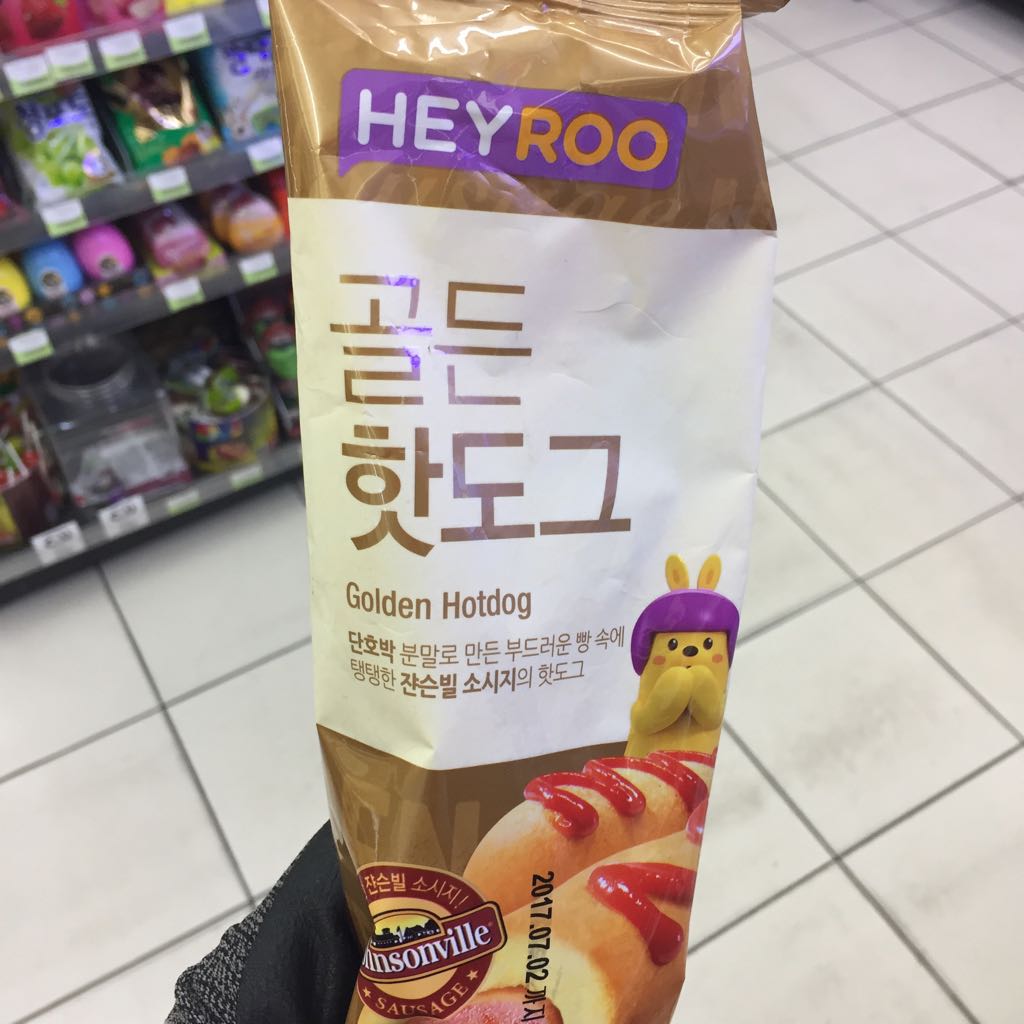 HEYROO
골든
핫도그
Golden Hotdog
단호박 분말로 만든 부드러운 빵 속에
탱탱한 쟌슨빌 소시지의 핫도그
쟌슨빌 소시지!
SAUSAGE
2017.07.02 까지